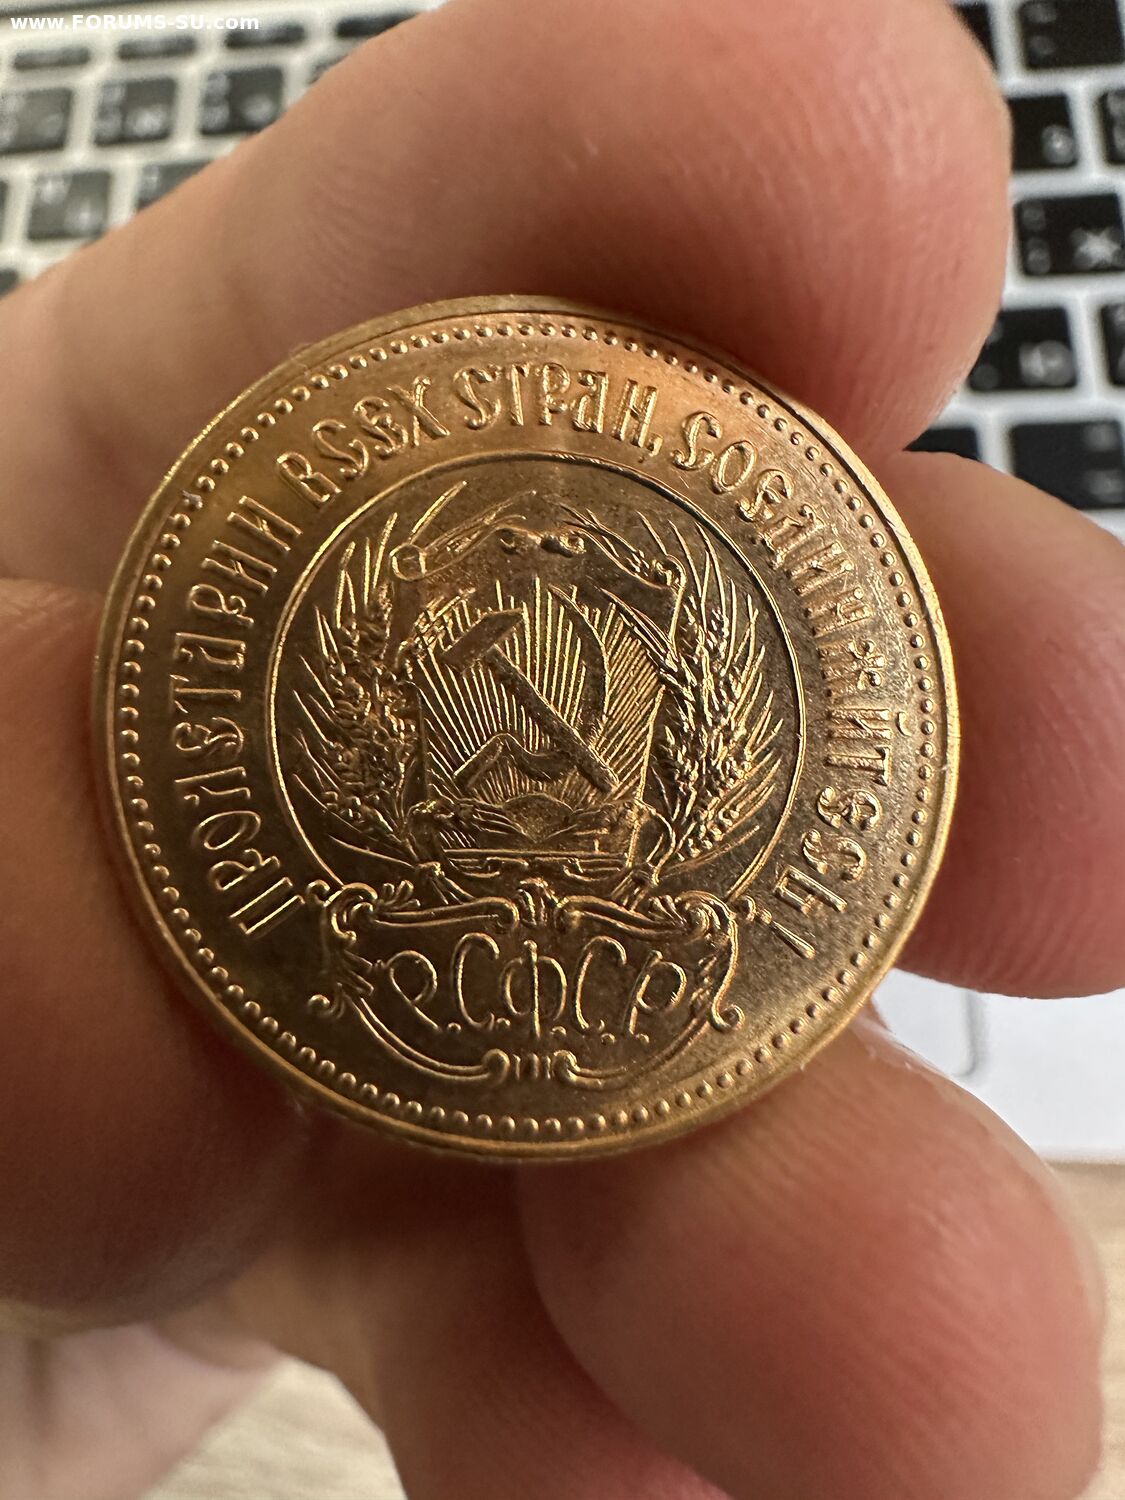 www.FORUMS-SU.com
ПРОЛЕТАРИИ ВСЕХ СТРАН, СОЕДИНЯЙТЕСЬ!
Р.С.Ф.С.Р.